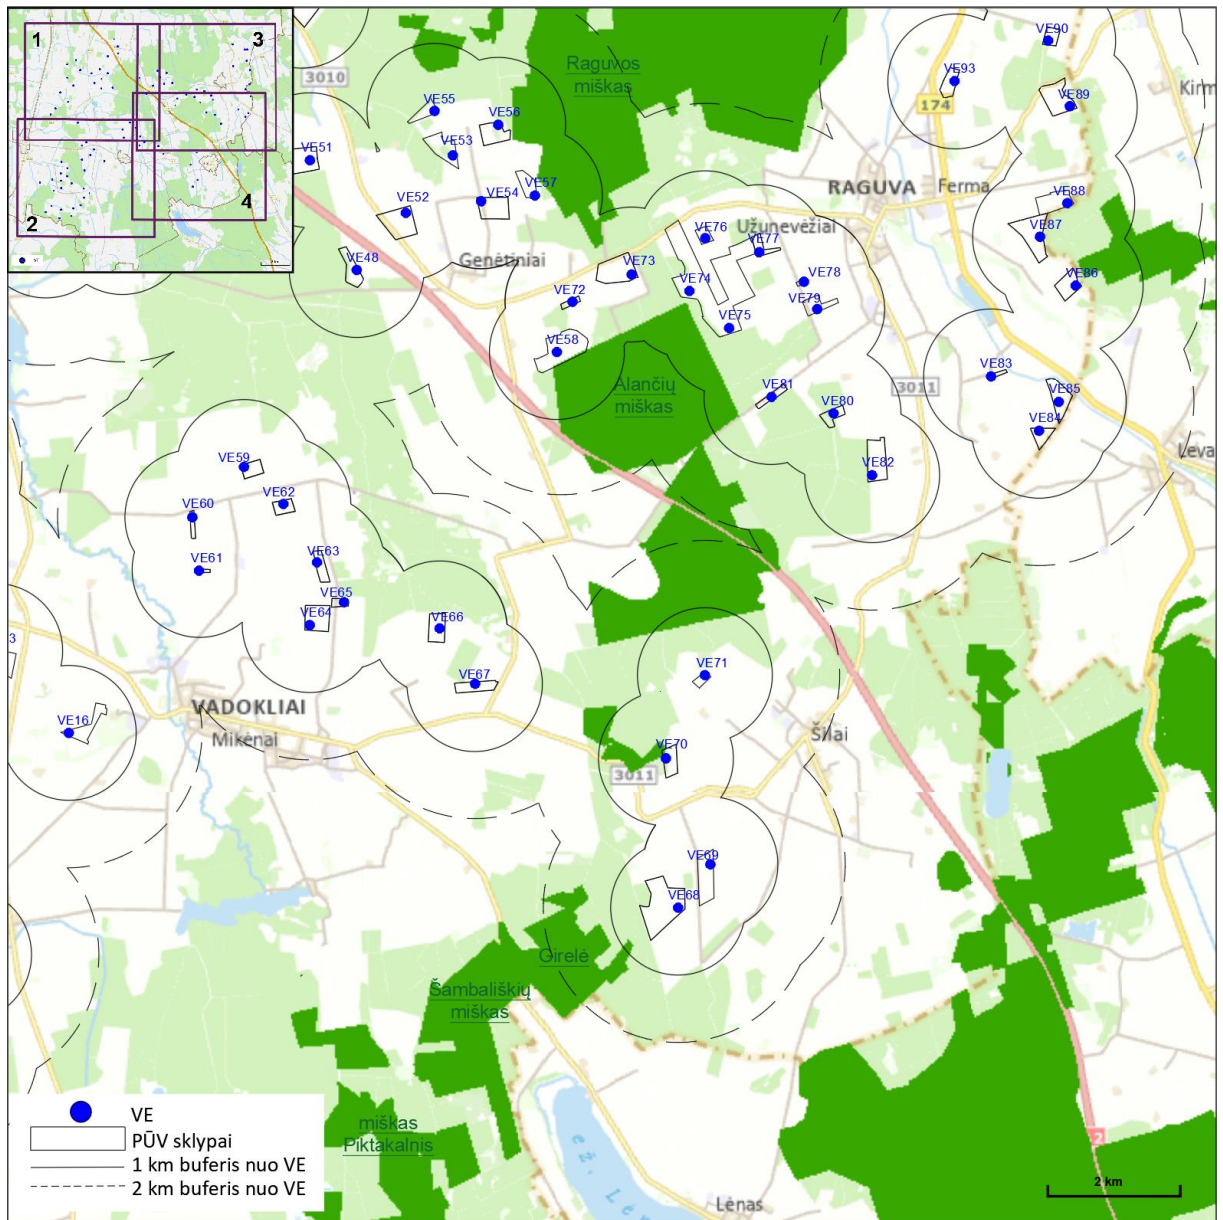 1
3
2
4
3010
Raguvos
miškas
VE90
VE93
174
VE89
VE55
VE56
VE53
VE51
VE57
VE54
VE52
RAGUVA
Ferma
VE88
VE76
Užunevėžiai
VE77
VE87
VE48
Genėtiniai
VE73
VE74
VE78
VE86
VE72
VE79
VE75
VE58
VE83
Alančių
miškas
VE81
3011
VE85
VE80
VE84
VE59
VE82
VE62
VE60
VE63
VE61
VE65
VE64
VE66
3
VE71
VE67
VADOKLIAI
Mikėnai
VE16
Šilai
VE70
3011
VE69
VE68
Girelė
Šambališkių
miškas
miškas
Piktakalnis
Lėnas
2 km
VE
PŪV sklypai
1 km buferis nuo VE
2 km buferis nuo VE